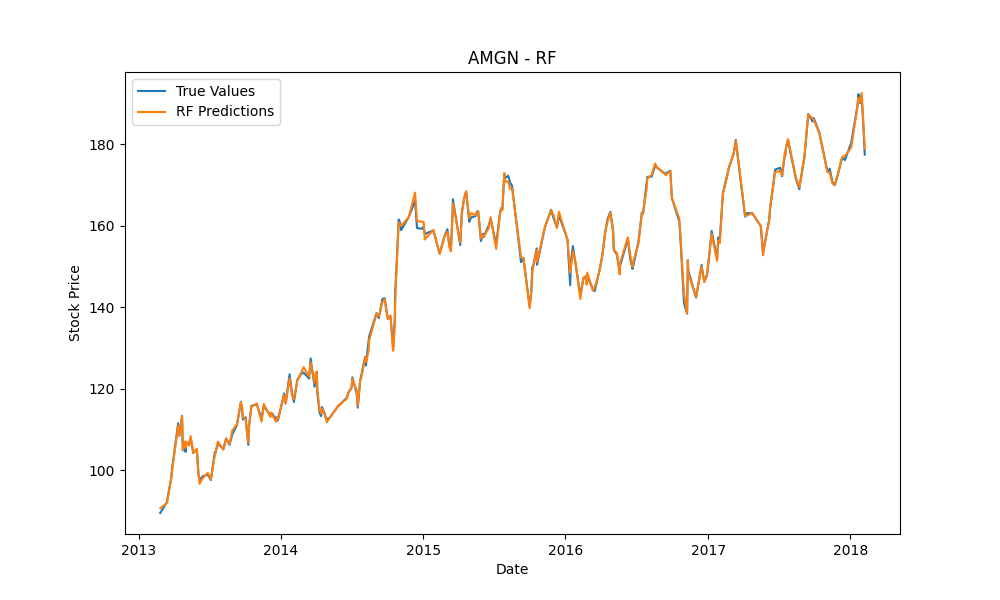 AMGN - RF
True Values
RF Predictions
Stock Price
180
160
140
120
100
2013
2014
2015
2016
2017
2018
Date